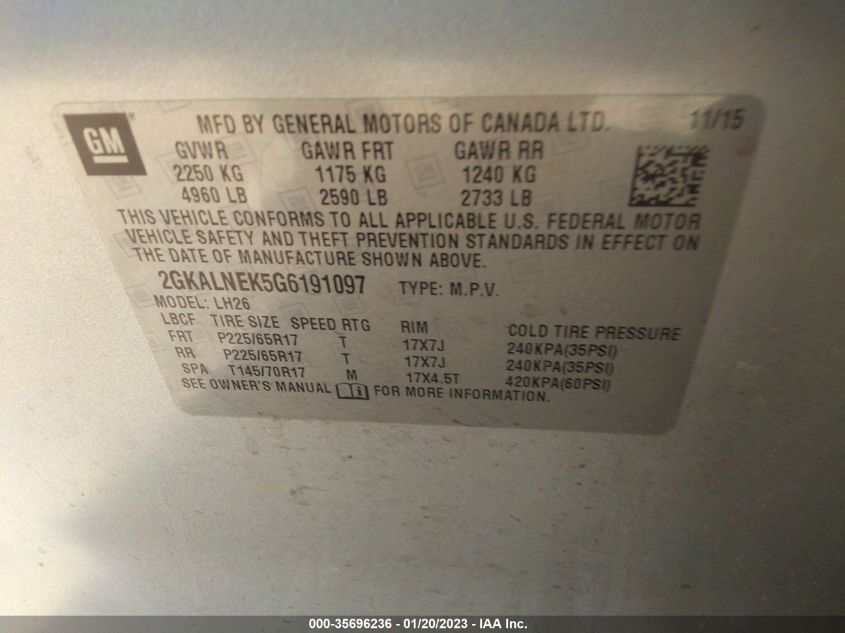 GM ® MFD BY GENERAL MOTORS OF CANADA LTD. 11/15
GVWR GAWR FRT GAWR RR
2250 KG 1175 KG 1240 KG
4960 LB 2590 LB 2733 LB
THIS VEHICLE CONFORMS TO ALL APPLICABLE U.S. FEDERAL MOTOR
VEHICLE SAFETY AND THEFT PREVENTION STANDARDS IN EFFECT ON
THE DATE OF MANUFACTURE SHOWN ABOVE.
2GKALNEK5G6191097 TYPE: M.P.V.
MODEL: LH26
LBCF TIRE SIZE SPEED RTG RIM COLD TIRE PRESSURE
FRT P225/65R17 T 17X7J 240KPA(35PSI)
RR P225/65R17 T 17X7J 240KPA(35PSI)
SPA T145/70R17 M 17X4.5T 420KPA(60PSI)
SEE OWNER'S MANUAL FOR MORE INFORMATION.
000-35696236 - 01/20/2023 - IAA Inc.